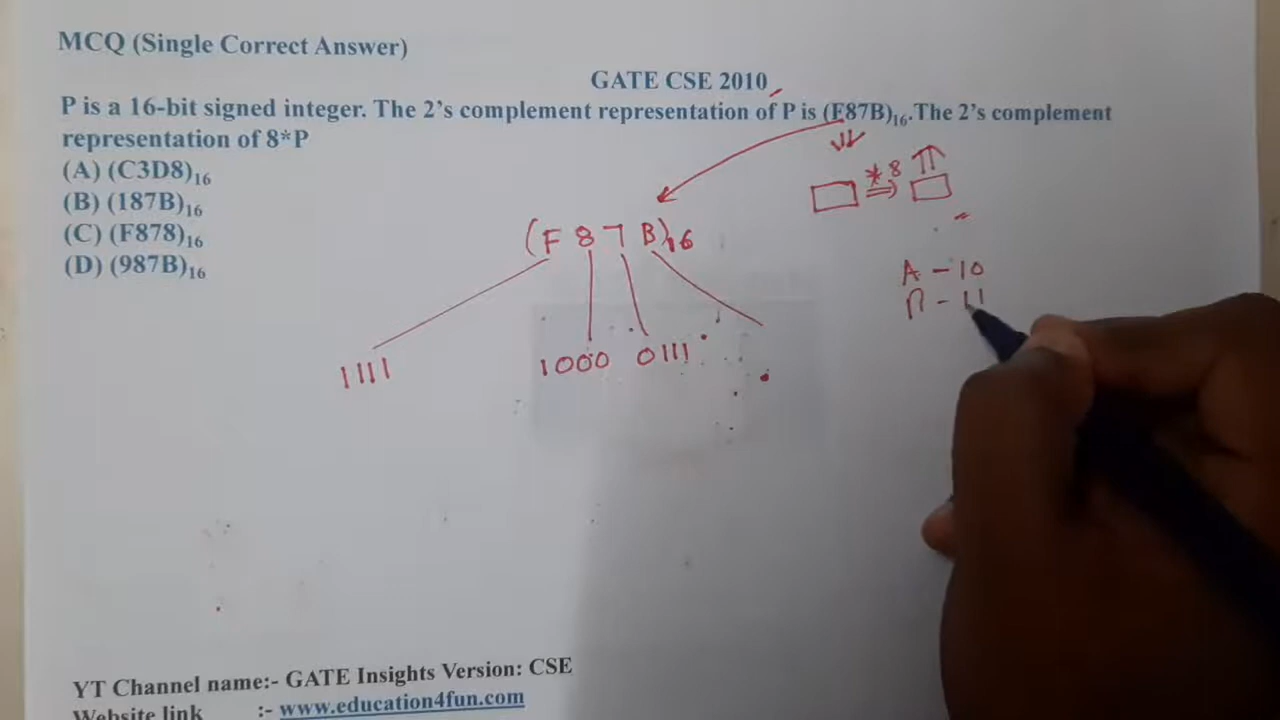 MCQ (Single Correct Answer)
GATE CSE 2010
P is a 16-bit signed integer. The 2's complement representation of P is (F87B)16.The 2's complement
representation of 8*P
(A) (C3D8)16
(B) (187B)16
(C) (F878)16
(D) (987B)16
* 8
(F 8 7 B)16
A - 10
B - 11
1111 1000 0111
YT Channel name:- GATE Insights Version: CSE
Website link :- www.education4fun.com